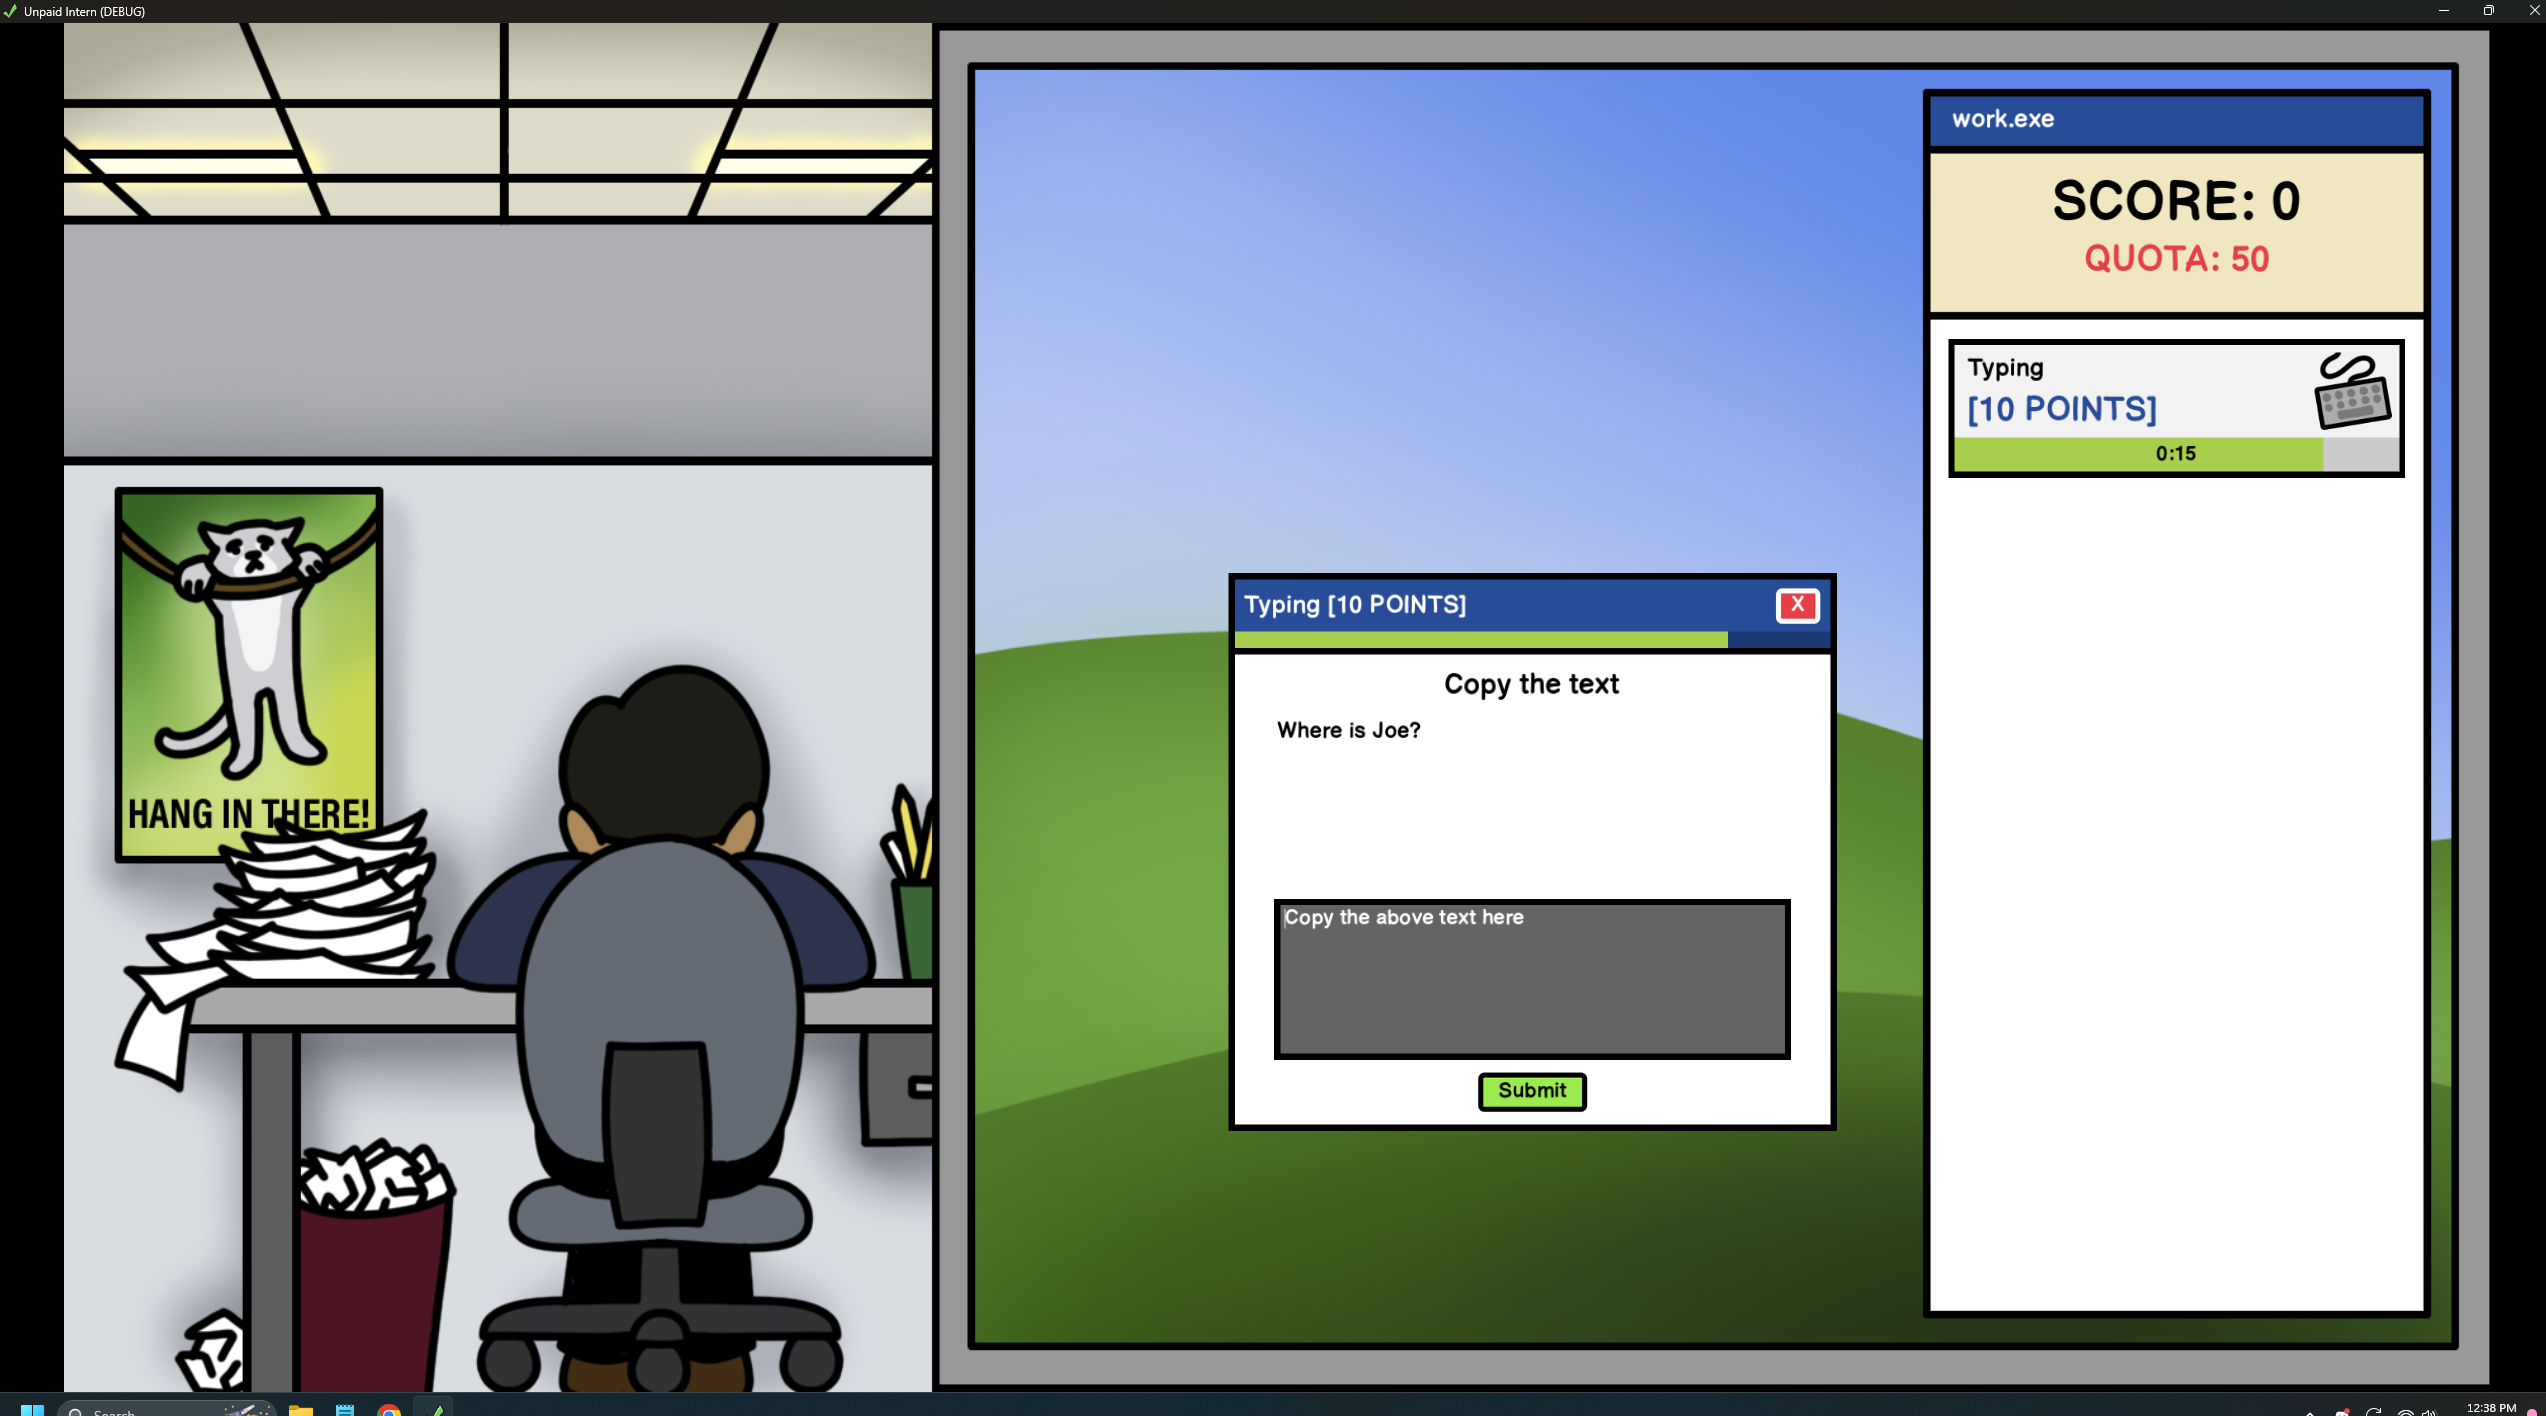 Unpaid Intern (DEBUG)
work.exe
SCORE: 0
QUOTA: 50
Typing
[10 POINTS]
0:15
HANG IN THERE!
Typing [10 POINTS]
X
Copy the text
Where is Joe?
Copy the above text here
Submit
Search
12:38 PM